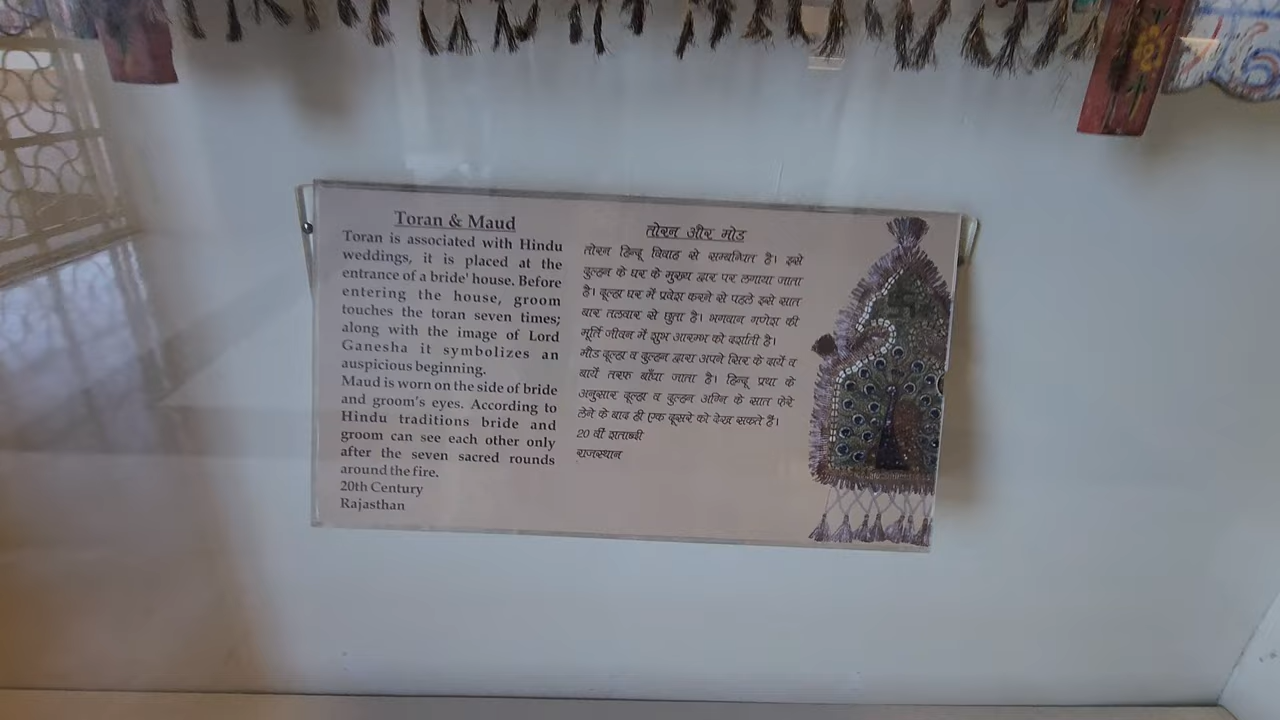 Toran & Maud
Toran is associated with Hindu
weddings, it is placed at the
entrance of a bride' house. Before
entering the house, groom
touches the toran seven times;
along with the image of Lord
Ganesha it symbolizes an
auspicious beginning.
Maud is worn on the side of bride
and groom's eyes. According to
Hindu traditions bride and
groom can see each other only
after the seven sacred rounds
around the fire.
20th Century
Rajasthan
तोरन और मोड
तोरन हिन्दू विवाह से सम्बन्धित है। इसे
दुल्हन के घर के मुख्य द्वार पर लगाया जाता
है। दूल्हा घर में प्रवेश करने से पहले इसे सात
बार तलवार से छुता है। भगवान गणेश की
मूर्ति जीवन में शुभ आरम्भ को दर्शाती है।
मौड दूल्हा व दुल्हन द्वारा अपने सिर के दायें व
बायें तरफ बाँधा जाता है। हिन्दू प्रथा के
अनुसार दूल्हा व दुल्हन अग्नि के सात फेरे
लेने के बाद ही एक दूसरे को देख सकते है।
20 वीं शताब्दी
राजस्थान